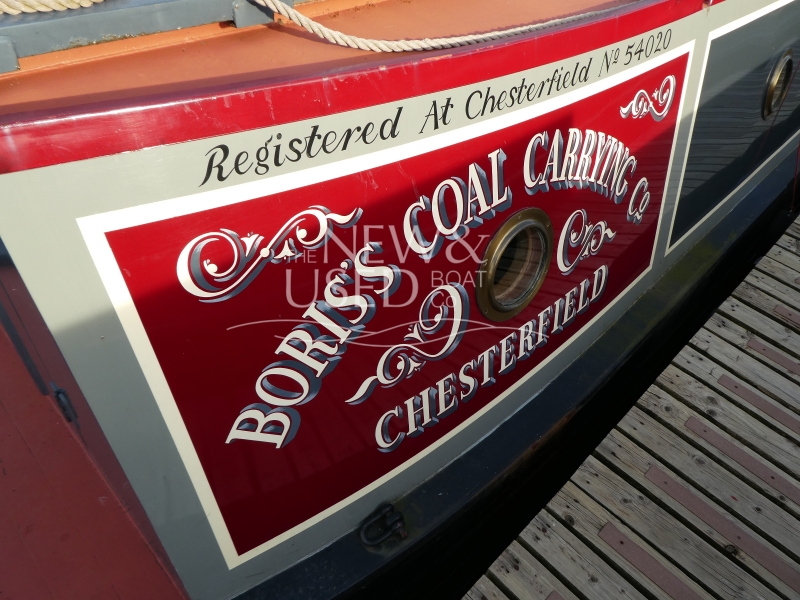 Registered At Chesterfield Nº 54020
BORIS'S COAL CARRYING CO
CHESTERFIELD
THE NEW & USED BOAT CO